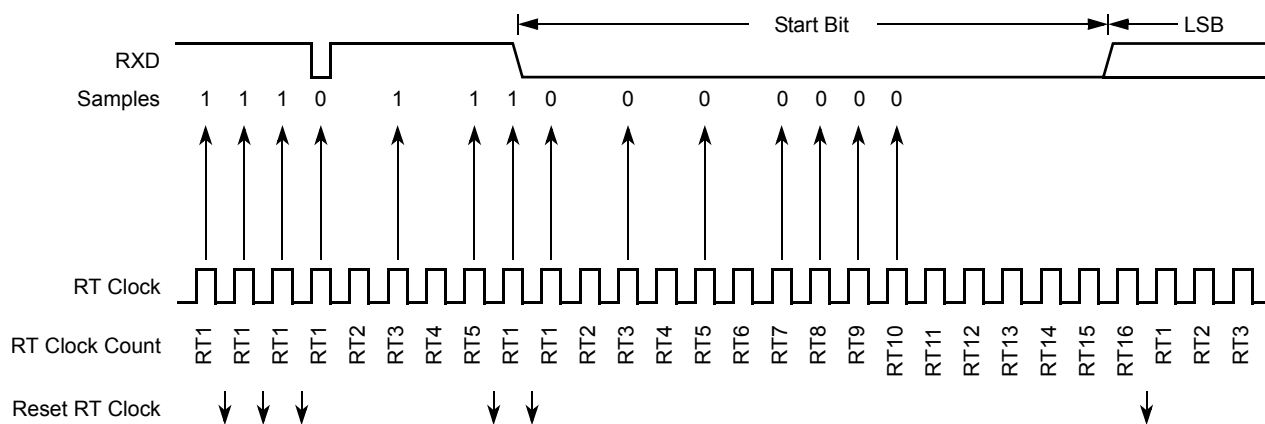 Start Bit LSB
RXD
Samples 1 1 1 0 1 1 1 0 0 0 0 0 0 0
RT Clock
RT Clock Count RT1 RT1 RT1 RT1 RT2 RT3 RT4 RT5 RT1 RT1 RT2 RT3 RT4 RT5 RT6 RT7 RT8 RT9 RT10 RT11 RT12 RT13 RT14 RT15 RT16 RT1 RT2 RT3
Reset RT Clock